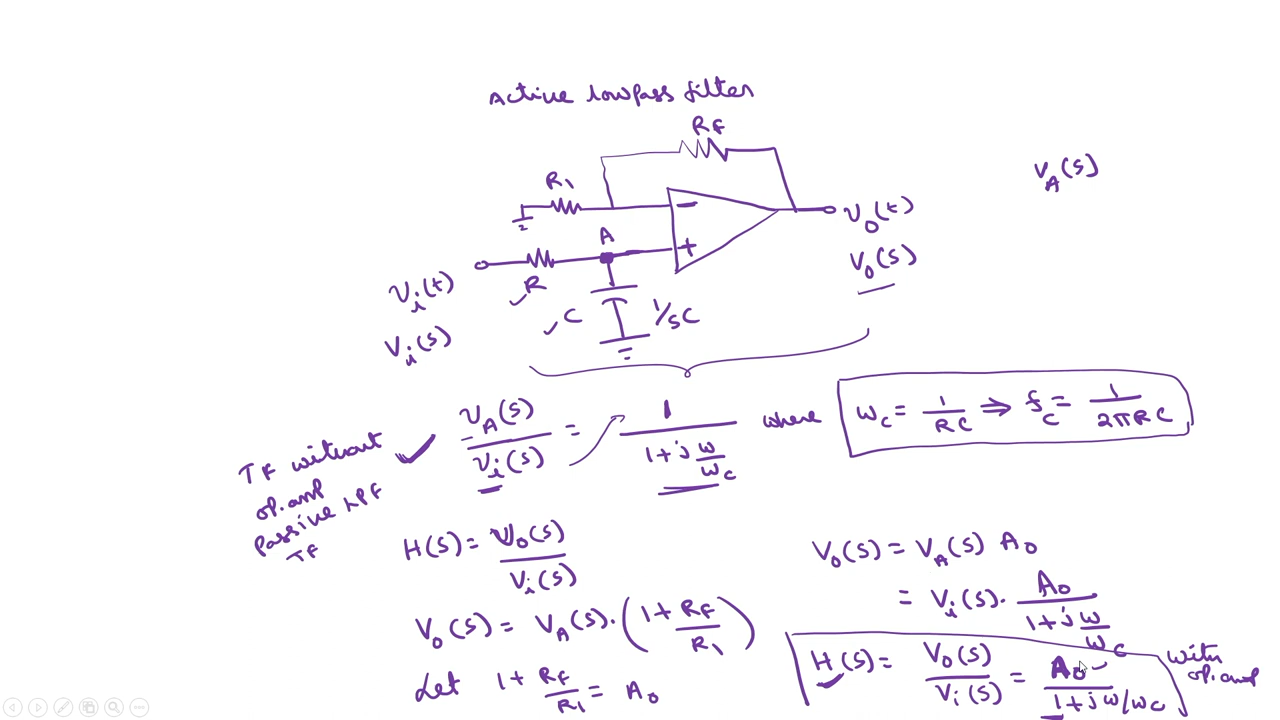 Active lowpass filter
RF
R1
VA(s)
−
vo(t)
A
+
Vo(s)
R
vi(t)
C
1/sC
Vi(s)
vA(s)/vi(s) = 1/(1+j ω/ωc) where ωc = 1/RC ⇒ fc = 1/2πRC
TF without
op.amp
passive LPF
TF
H(s) = Vo(s)/Vi(s)
Vo(s) = VA(s).(1+RF/R1)
Let 1+RF/R1 = Ao
Vo(s) = VA(s) Ao
= Vi(s). Ao/(1+j ω/ωc)
H(s) = Vo(s)/Vi(s) = Ao/(1+jω/ωc)
with
op.amp